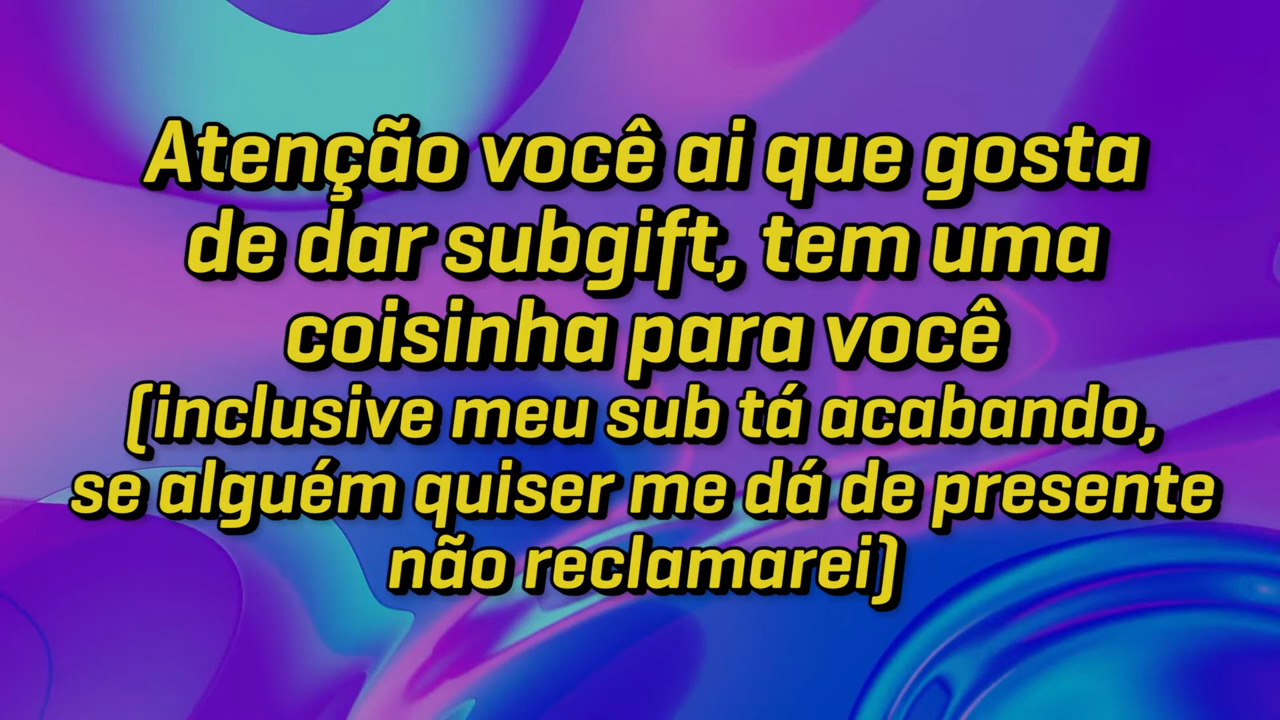 Atenção você ai que gosta
de dar subgift, tem uma
coisinha para você
(inclusive meu sub tá acabando,
se alguém quiser me dá de presente
não reclamarei)